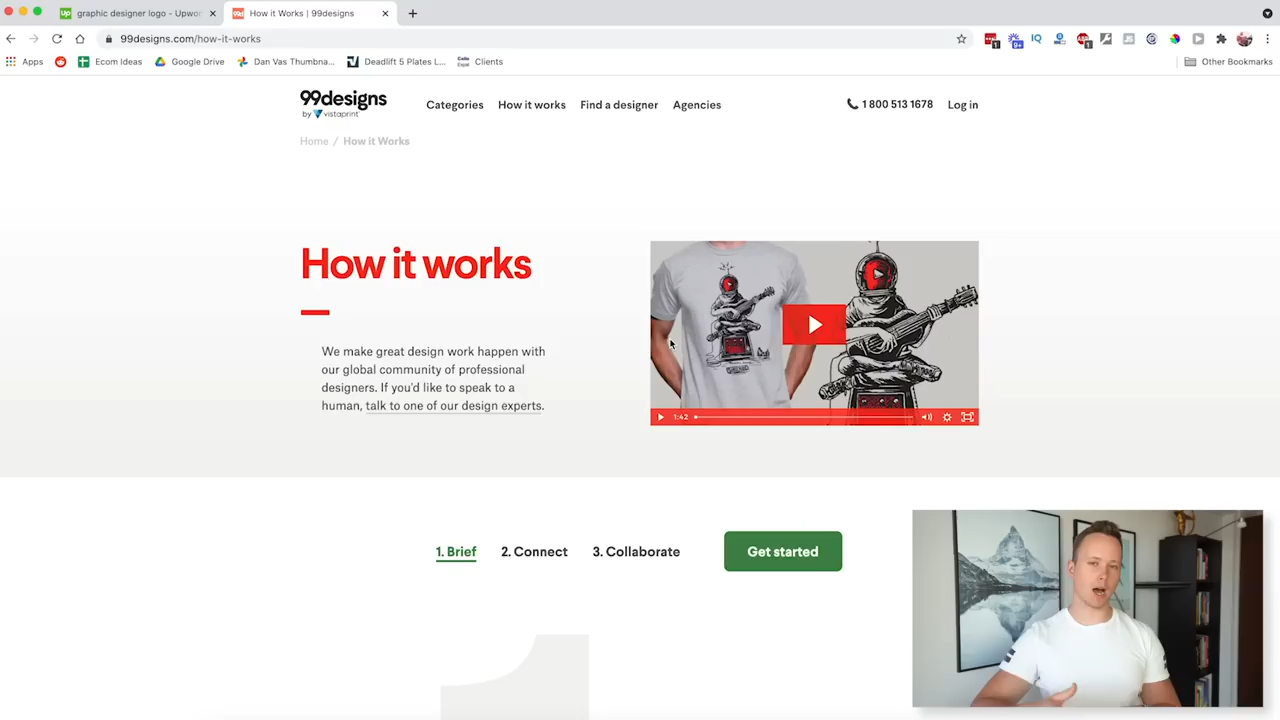 graphic designer logo - Upwor
How it Works | 99designs
99designs.com/how-it-works
Apps
Ecom Ideas
Google Drive
Dan Vas Thumbna...
Deadlift 5 Plates L...
Clients
Other Bookmarks
99designs
by vistaprint
Categories
How it works
Find a designer
Agencies
1 800 513 1678
Log in
Home / How it Works
How it works
We make great design work happen with
our global community of professional
designers. If you'd like to speak to a
human, talk to one of our design experts.
1:42
1. Brief
2. Connect
3. Collaborate
Get started
1